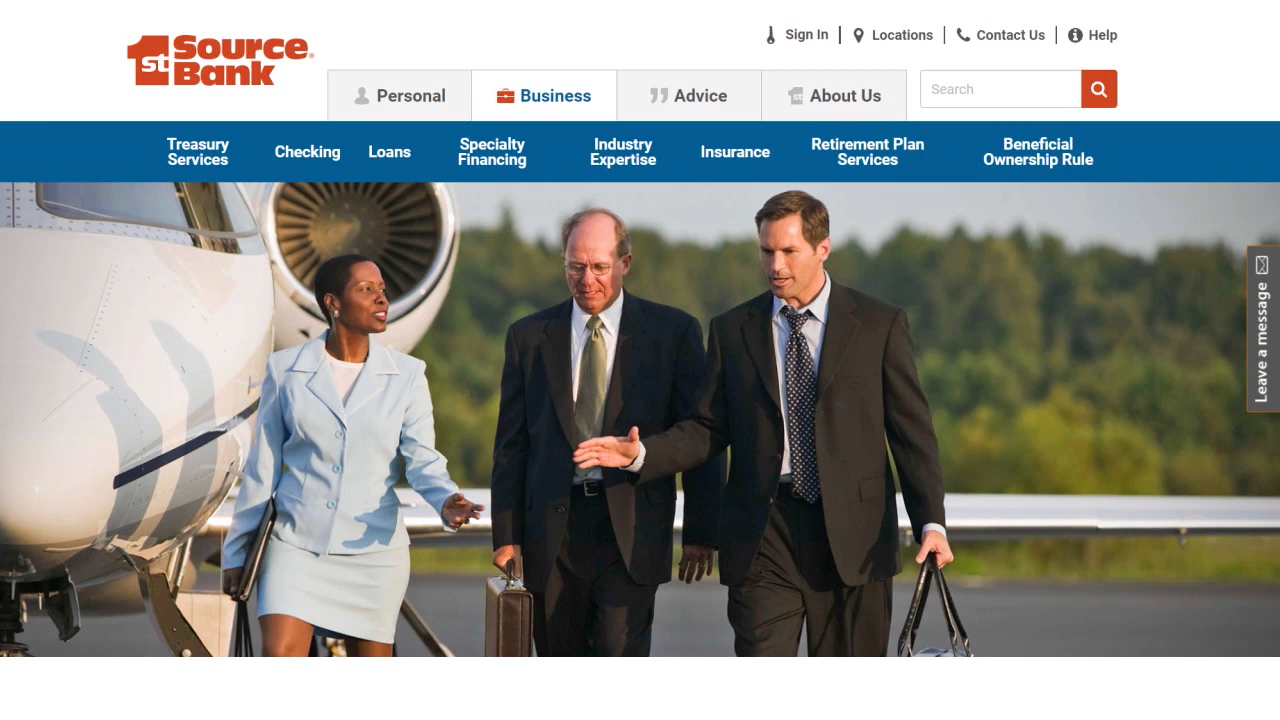 1st Source Bank®
Sign In
Locations
Contact Us
Help
Personal
Business
Advice
1st About Us
Search
Treasury
Services
Checking
Loans
Specialty
Financing
Industry
Expertise
Insurance
Retirement Plan
Services
Beneficial
Ownership Rule
Leave a message